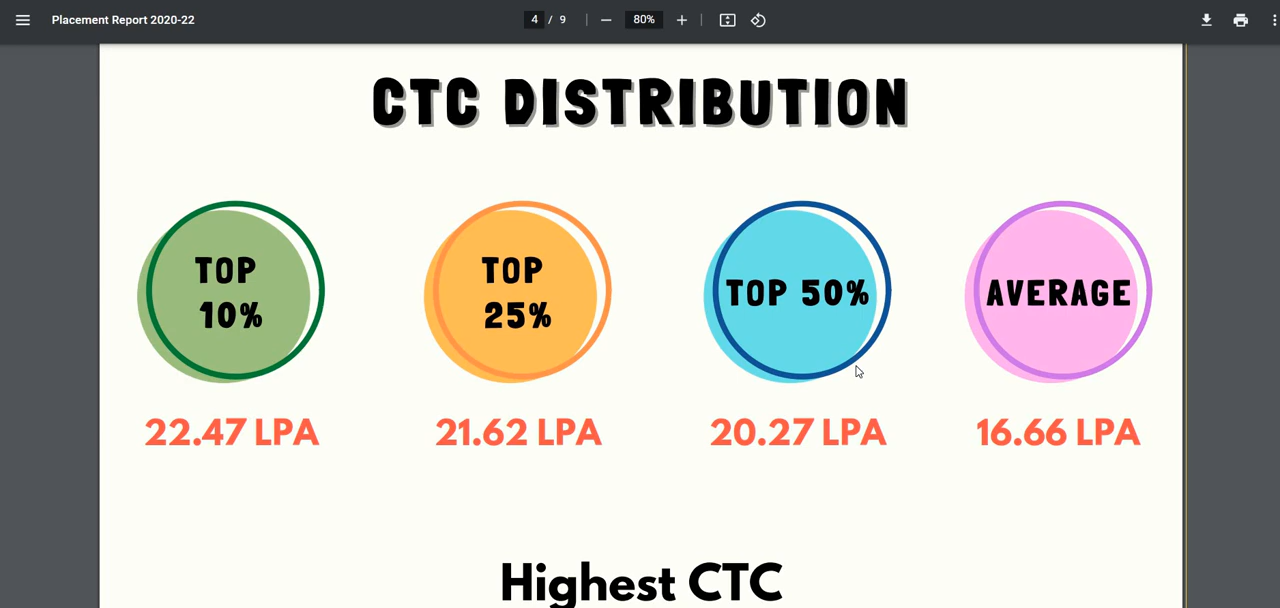 Placement Report 2020-22
4 / 9
80%
CTC DISTRIBUTION
TOP
10%
TOP
25%
TOP 50%
AVERAGE
22.47 LPA
21.62 LPA
20.27 LPA
16.66 LPA
Highest CTC